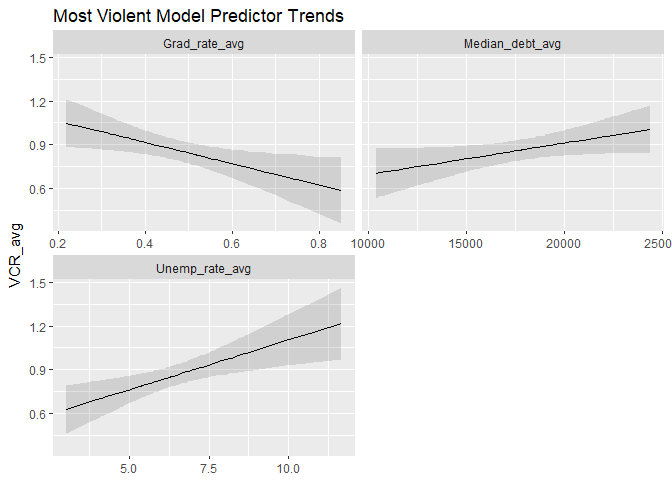 Most Violent Model Predictor Trends
Grad_rate_avg Median_debt_avg
1.5
1.2
0.9
0.6
0.2 0.4 0.6 0.8 10000 15000 20000 2500
VCR_avg
Unemp_rate_avg
1.5
1.2
0.9
0.6
5.0 7.5 10.0